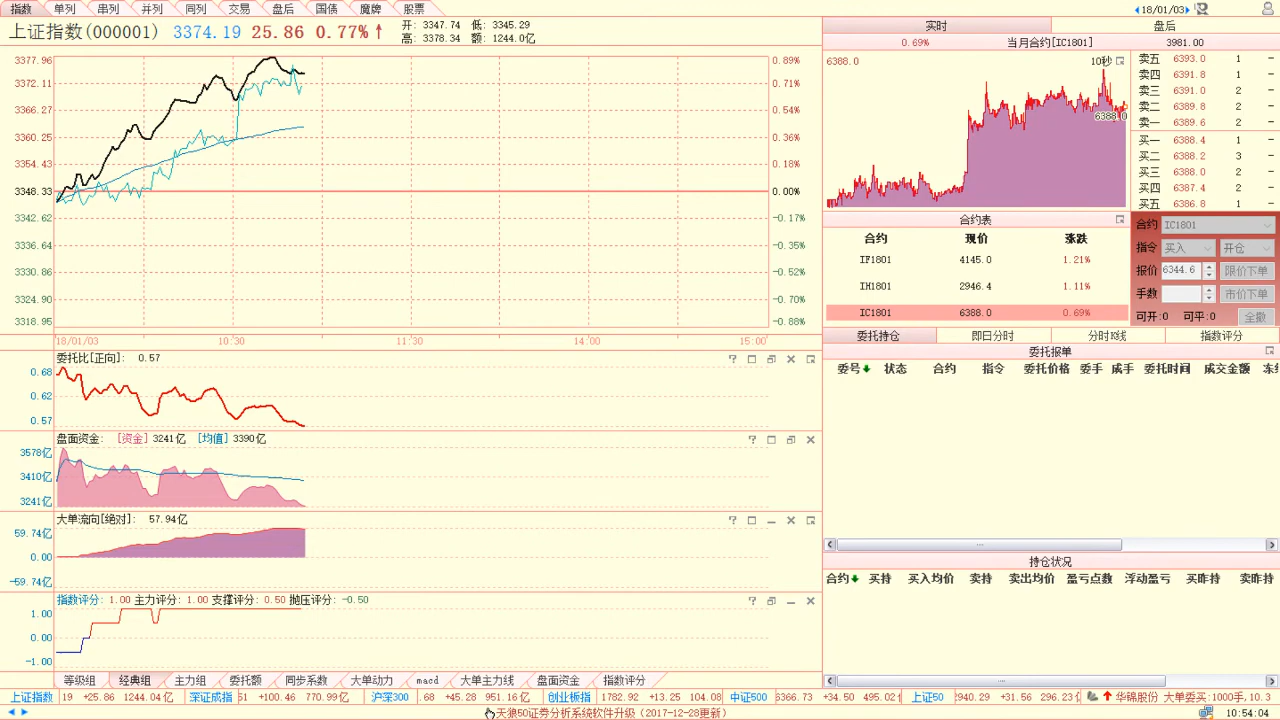 指数 单列 串列 并列 同列 交易 盘后 国债 魔牌 股票 18/01/03
上证指数(000001) 3374.19 25.86 0.77%↑ 开: 3347.74 低: 3345.29
高: 3378.34 额: 1244.0亿
3377.96 0.89%
3372.11 0.71%
3366.27 0.54%
3360.25 0.36%
3354.43 0.18%
3348.33 0.00%
3342.62 -0.17%
3336.64 -0.35%
3330.86 -0.52%
3324.90 -0.70%
3318.95 -0.88%
18/01/03 10:30 11:30 14:00 15:00
委托比[正向]: 0.57
0.68
0.62
0.57
盘面资金: [资金] 3241亿 [均值] 3390亿
3578亿
3410亿
3241亿
大单流向[绝对]: 57.94亿
59.74亿
0.00
-59.74亿
指数评分: 1.00 主力评分: 1.00 支撑评分: 0.50 抛压评分: -0.50
1.00
0.00
-1.00
等级组 经典组 主力组 委托额 同步系数 大单动力 macd 大单主力线 盘面资金 指数评分
实时 盘后
0.69% 当月合约[IC1801] 3981.00
6388.0 10秒
6388.0
卖五 6393.0 1 -
卖四 6391.8 1 -
卖三 6391.0 2 -
卖二 6389.8 2 -
卖一 6389.6 2 -
买一 6388.4 1 -
买二 6388.2 3 -
买三 6388.0 2 -
买四 6387.4 2 -
买五 6386.8 1 -
合约表
合约 现价 涨跌
IF1801 4145.0 1.21%
IH1801 2946.4 1.11%
IC1801 6388.0 0.69%
合约 IC1801
指令 买入 开仓
报价 6344.6 限价下单
手数 市价下单
可开:0 可平:0 全撤
委托持仓 即日分时 分时K线 指数评分
委托报单
委号 状态 合约 指令 委托价格 委手 成手 委托时间 成交金额 冻结
持仓状况
合约 买持 买入均价 卖持 卖出均价 盈亏点数 浮动盈亏 买昨持 卖昨持
上证指数 19 +25.86 1244.04亿 深证成指 51 +100.46 770.99亿 沪深300 .68 +45.28 951.16亿 创业板指 1782.92 +13.25 104.08 中证500 6366.73 +34.50 495.02 上证50 2940.29 +31.56 296.23 华锦股份 大单委买:1000手,10.3
天狼50证券分析系统软件升级 (2017-12-28更新) 10:54:04